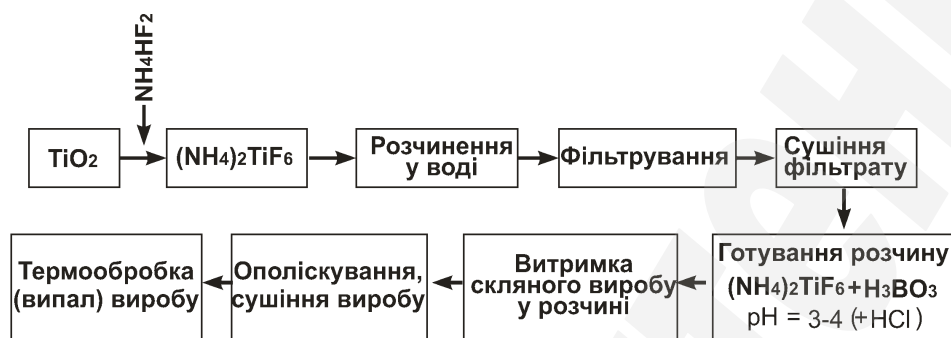 NH4HF2
TiO2
(NH4)2TiF6
Розчинення
у воді
Фільтрування
Сушіння
фільтрату
Готування розчину
(NH4)2TiF6+H3BO3
pH = 3-4 (+HCl)
Витримка
скляного виробу
у розчині
Ополіскування,
сушіння виробу
Термообробка
(випал) виробу